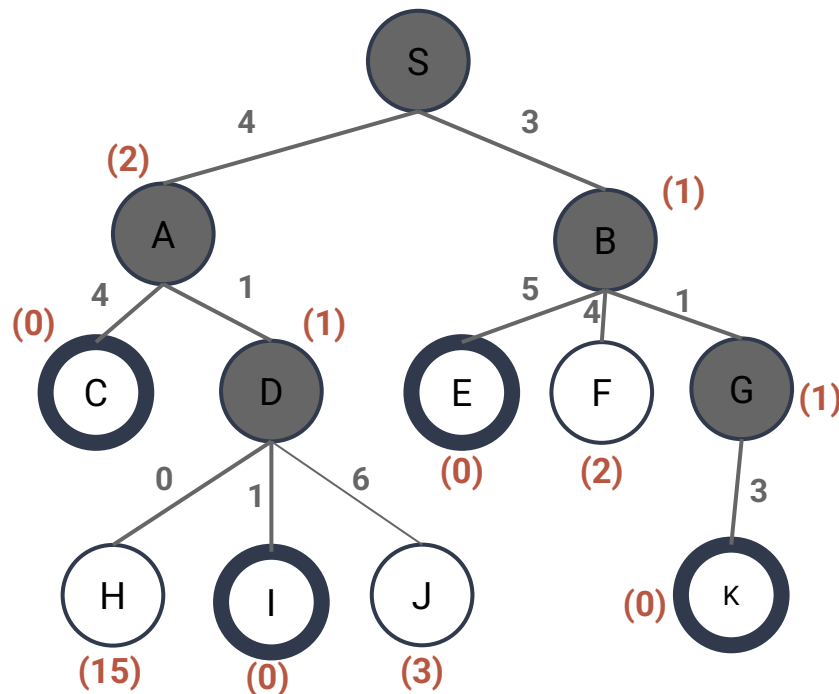 S
4 3
(2)
(1)
A B
4 1 5 4 1
(0) (1)
C D E F G
(1)
(0) (2)
0 1 6 3
H I J K
(0)
(15) (0) (3)